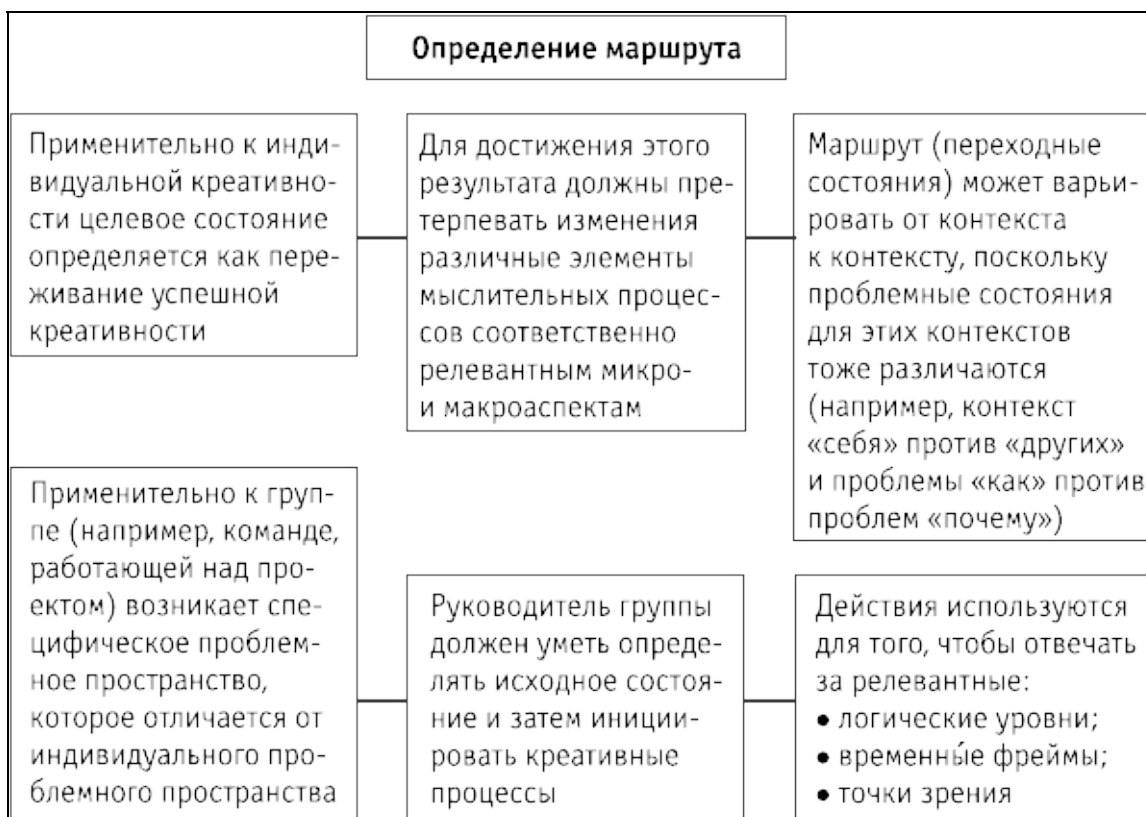 Определение маршрута
Применительно к инди-
видуальной креативно-
сти целевое состояние
определяется как пере-
живание успешной
креативности
Для достижения этого
результата должны пре-
терпевать изменения
различные элементы
мыслительных процес-
сов соответственно
релевантным микро-
и макроаспектам
Маршрут (переходные
состояния) может варьи-
ровать от контекста
к контексту, поскольку
проблемные состояния
для этих контекстов
тоже различаются
(например, контекст
«себя» против «других»
и проблемы «как» против
проблем «почему»)
Применительно к груп-
пе (например, команде,
работающей над про-
ектом) возникает спе-
цифическое проблем-
ное пространство,
которое отличается от
индивидуального про-
блемного пространства
Руководитель группы
должен уметь опреде-
лять исходное состоя-
ние и затем иниции-
ровать креативные
процессы
Действия используются
для того, чтобы отвечать
за релевантные:
• логические уровни;
• временны́е фреймы;
• точки зрения